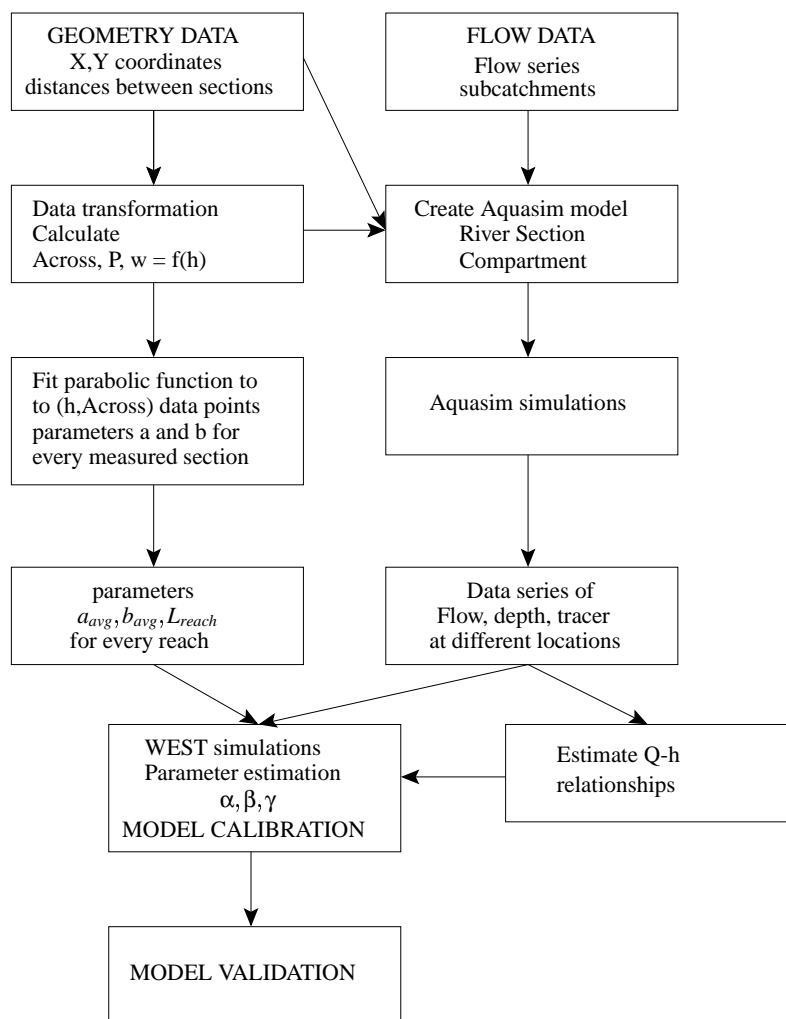 GEOMETRY DATA
X,Y coordinates
distances between sections
FLOW DATA
Flow series
subcatchments
Data transformation
Calculate
Across, P, w = f(h)
Create Aquasim model
River Section
Compartment
Fit parabolic function to
to (h,Across) data points
parameters a and b for
every measured section
Aquasim simulations
parameters
a_avg, b_avg, L_reach
for every reach
Data series of
Flow, depth, tracer
at different locations
WEST simulations
Parameter estimation
α, β, γ
MODEL CALIBRATION
Estimate Q-h
relationships
MODEL VALIDATION